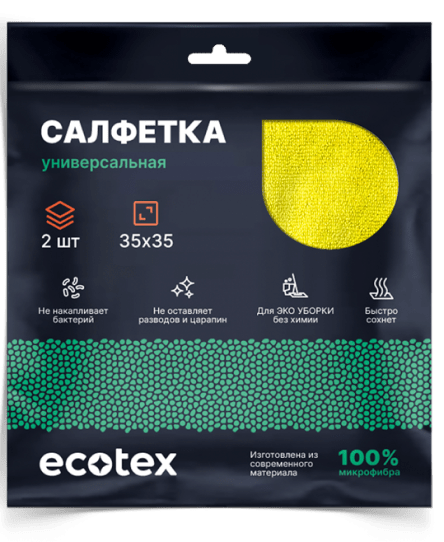 САЛФЕТКА
универсальная
2 шт
35х35
Не накапливает
бактерий
Не оставляет
разводов и царапин
Для ЭКО УБОРКИ
без химии
Быстро
сохнет
ecotex
Изготовлена из
современного
материала
100%
микрофибра